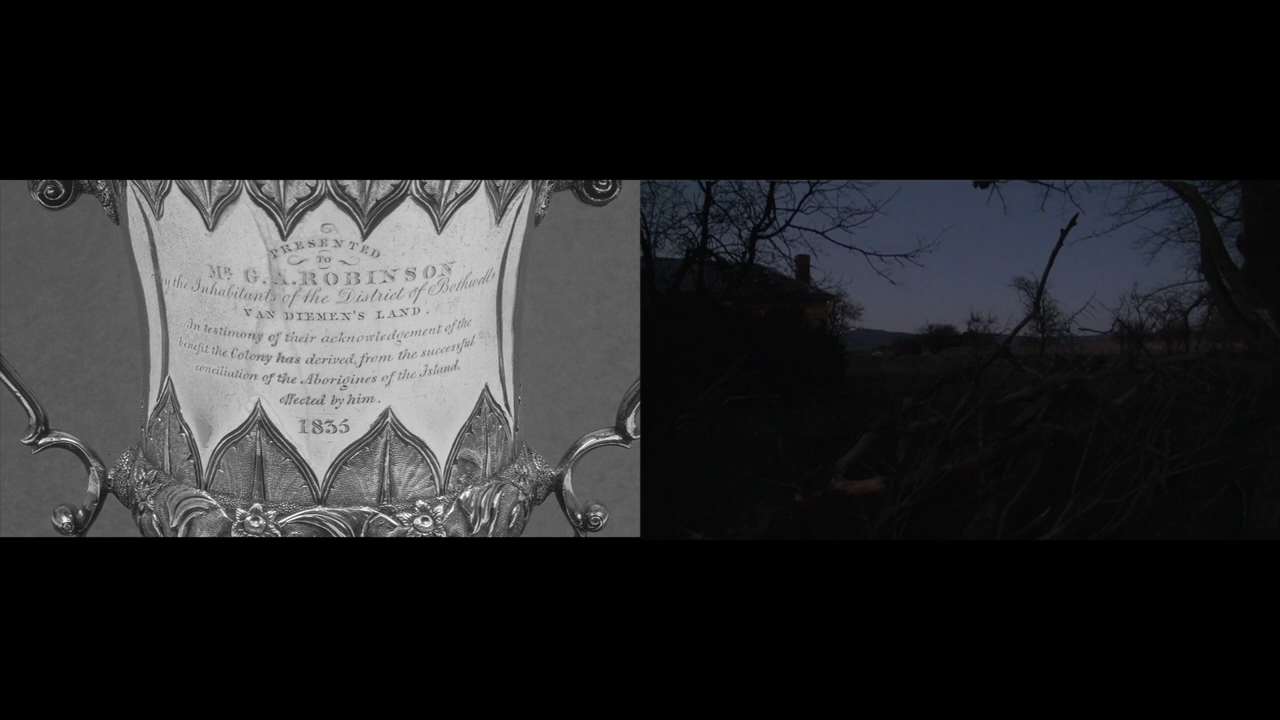 PRESENTED
TO
MR G. A. ROBINSON
by the Inhabitants of the District of Bothwell
VAN DIEMEN'S LAND.
In testimony of their acknowledgement of the
benefit the Colony has derived, from the successful
conciliation of the Aborigines of the Island,
effected by him.
1835